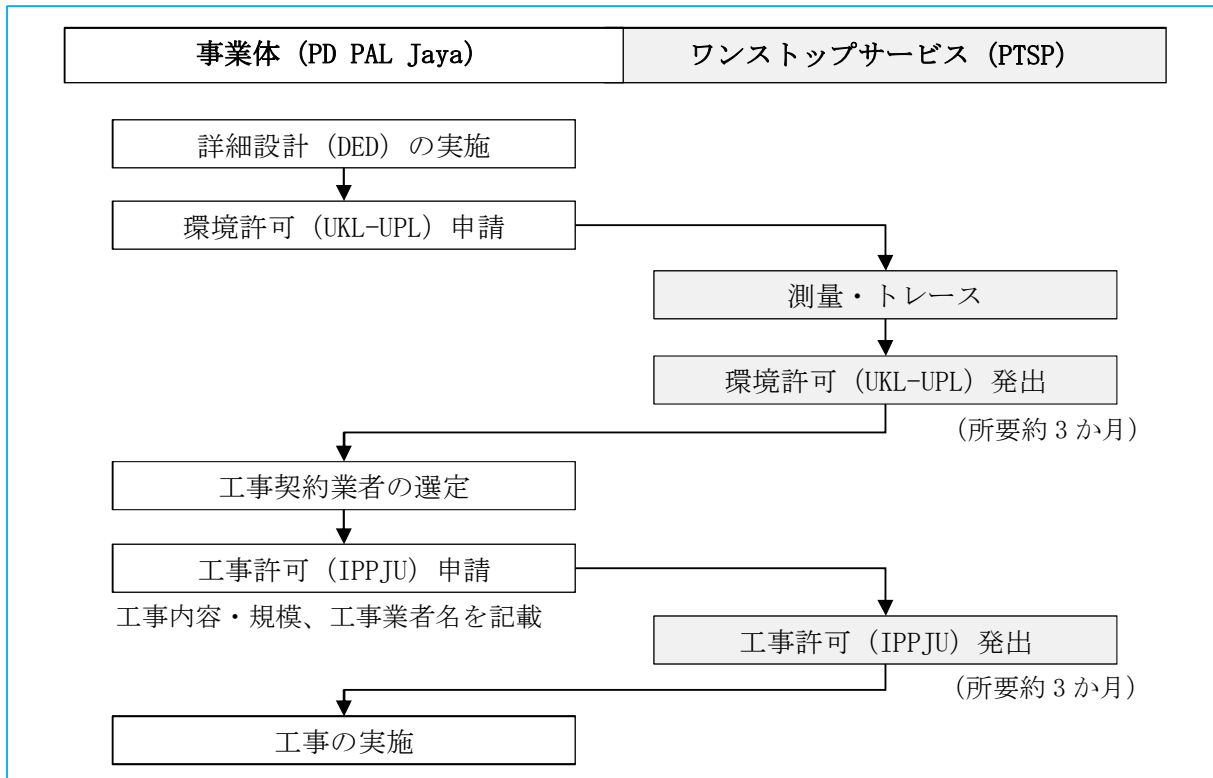 事業体（PD PAL Jaya）
ワンストップサービス（PTSP）
詳細設計（DED）の実施
環境許可（UKL-UPL）申請
測量・トレース
環境許可（UKL-UPL）発出
（所要約3か月）
工事契約業者の選定
工事許可（IPPJU）申請
工事内容・規模、工事業者名を記載
工事許可（IPPJU）発出
（所要約3か月）
工事の実施